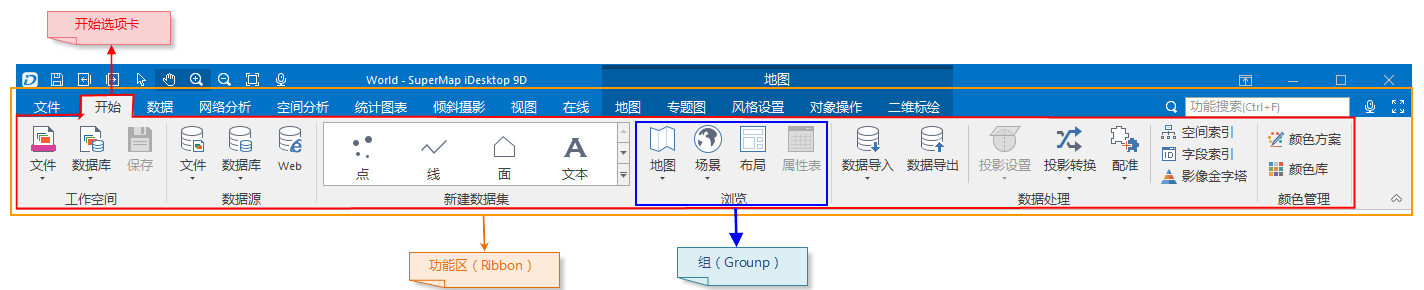 开始选项卡
World - SuperMap iDesktop 9D
地图
文件 开始 数据 网络分析 空间分析 统计图表 倾斜摄影 视图 在线 地图 专题图 风格设置 对象操作 二维标绘 功能搜索(Ctrl+F)
文件 数据库 保存 文件 数据库 Web 点 线 面 文本 地图 场景 布局 属性表 数据导入 数据导出 投影设置 投影转换 配准
空间索引
字段索引
影像金字塔
颜色方案
颜色库
工作空间 数据源 新建数据集 浏览 数据处理 颜色管理
功能区（Ribbon）
组（Grounp）